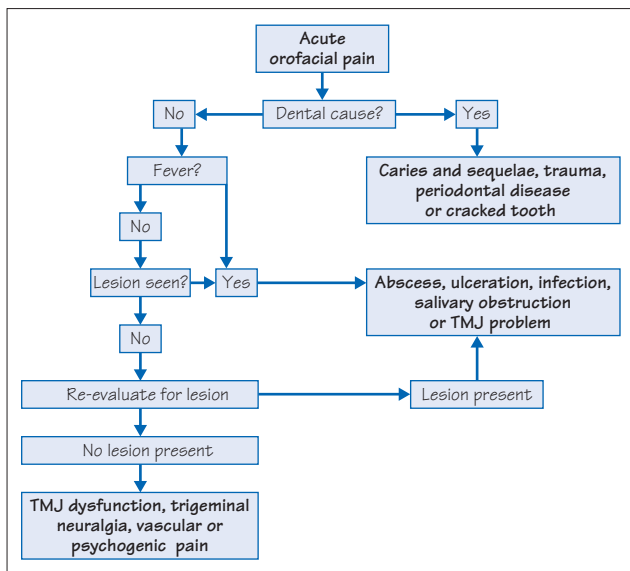 Acute
orofacial pain
No
Dental cause?
Yes
Fever?
Caries and sequelae, trauma,
periodontal disease
or cracked tooth
No
Lesion seen?
Yes
Abscess, ulceration, infection,
salivary obstruction
or TMJ problem
No
Re-evaluate for lesion
Lesion present
No lesion present
TMJ dysfunction, trigeminal
neuralgia, vascular or
psychogenic pain